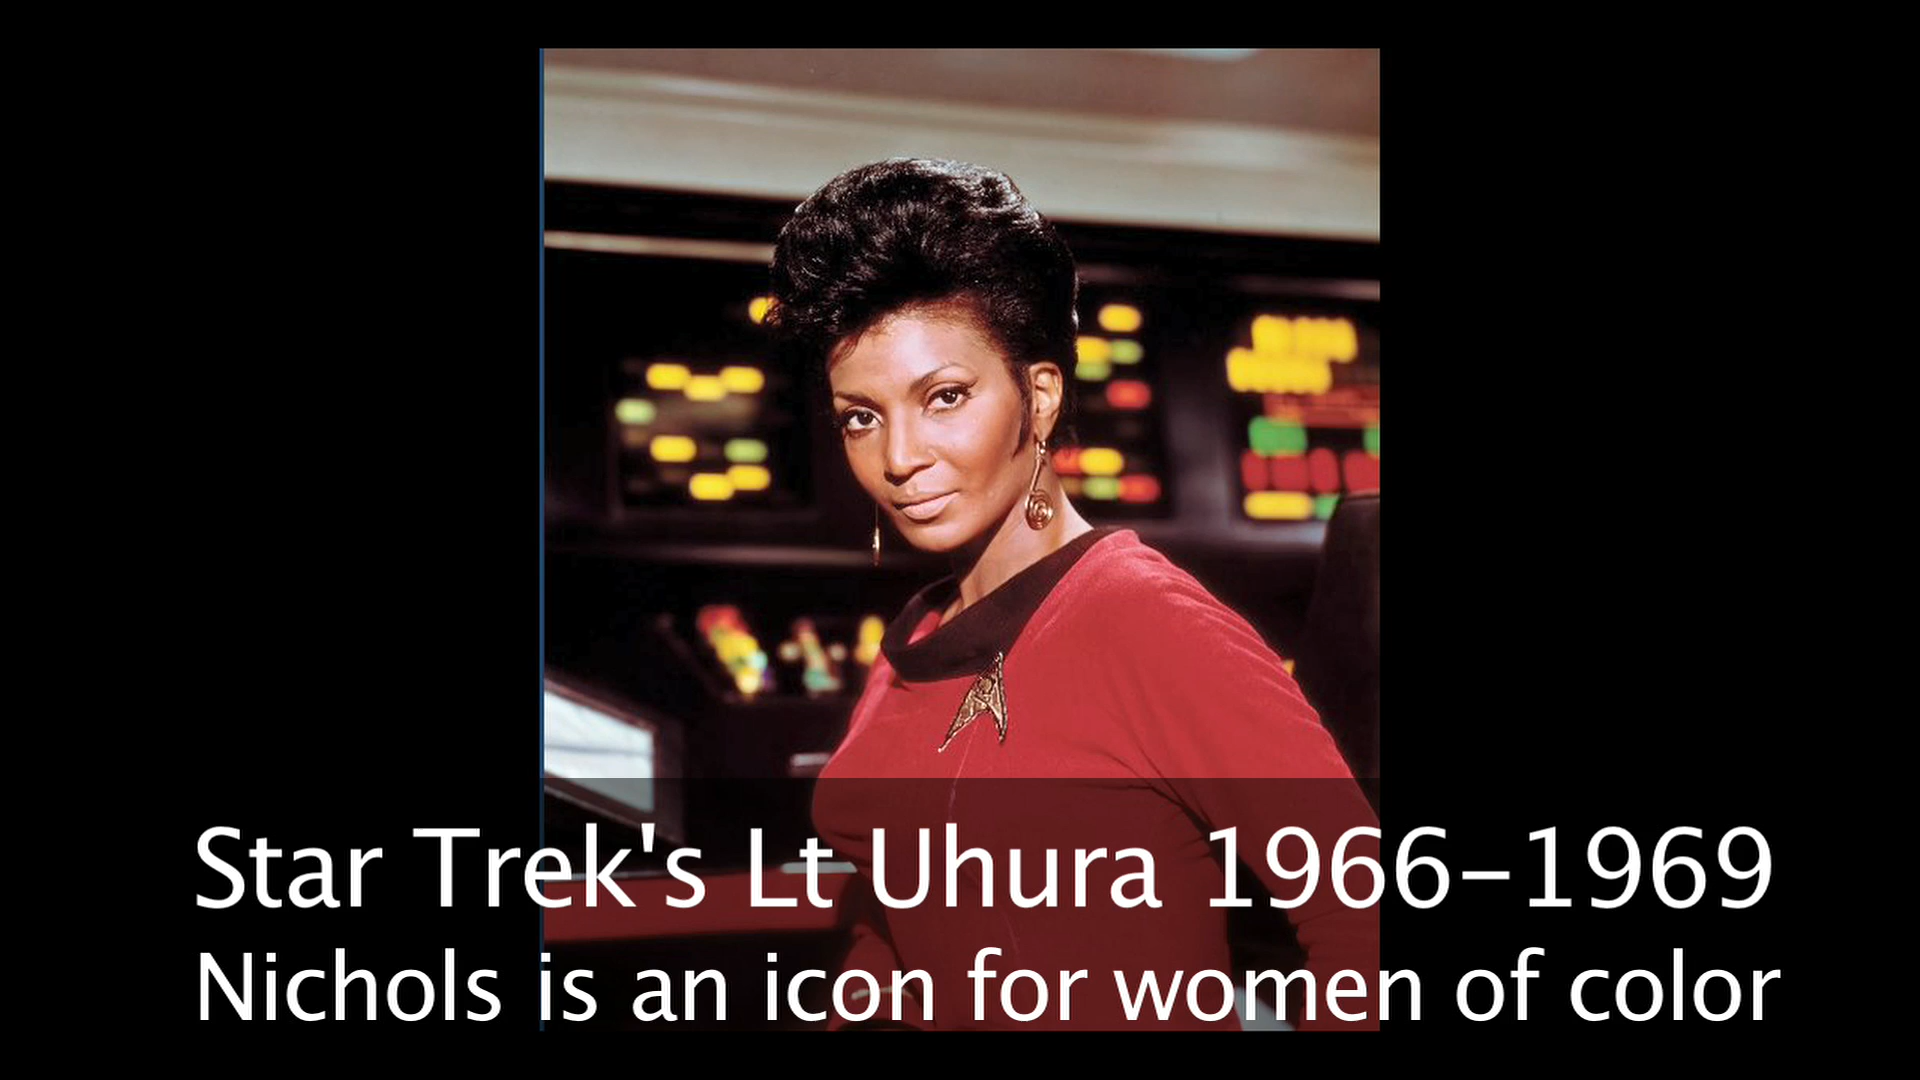 Star Trek's Lt Uhura 1966-1969
Nichols is an icon for women of color